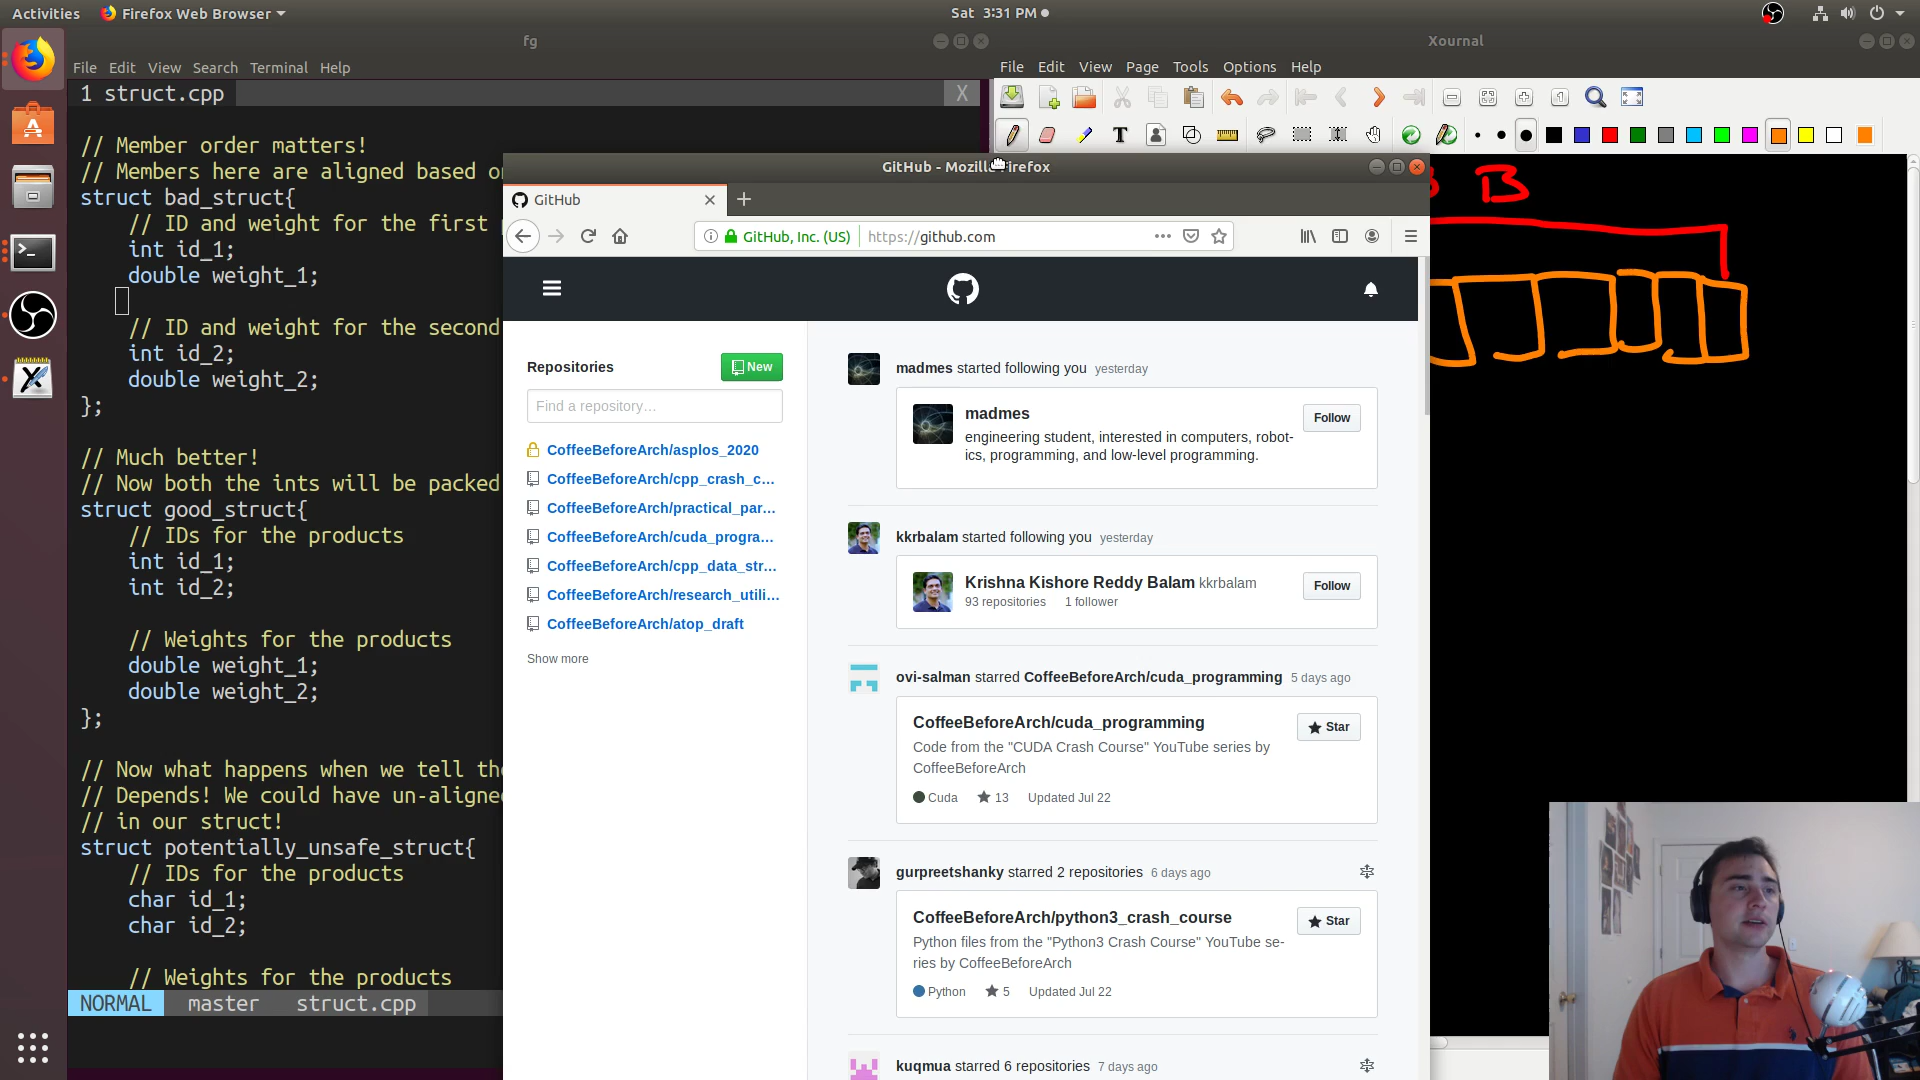 Activities
Firefox Web Browser
Sat 3:31 PM
fg
File Edit View Search Terminal Help
1 struct.cpp
X
// Member order matters!
// Members here are aligned based
struct bad_struct{
// ID and weight for the first
int id_1;
double weight_1;
// ID and weight for the second
int id_2;
double weight_2;
};
// Much better!
// Now both the ints will be packed
struct good_struct{
// IDs for the products
int id_1;
int id_2;
// Weights for the products
double weight_1;
double weight_2;
};
// Now what happens when we tell
// Depends! We could have
// in our struct!
struct potentially_unsafe_struct{
// IDs for the products
char id_1;
char id_2;
// Weights for the products
NORMAL master struct.cpp
Xournal
File Edit View Page Tools Options Help
B
GitHub - Mozilla Firefox
GitHub
GitHub, Inc. (US)
https://github.com
Repositories
New
Find a repository…
CoffeeBeforeArch/asplos_2020
CoffeeBeforeArch/cpp_crash_c...
CoffeeBeforeArch/practical_par...
CoffeeBeforeArch/cuda_progra...
CoffeeBeforeArch/cpp_data_str...
CoffeeBeforeArch/research_utili...
CoffeeBeforeArch/atop_draft
Show more
madmes started following you yesterday
madmes
Follow
engineering student, interested in computers, robot-
ics, programming, and low-level programming.
kkrbalam started following you yesterday
Krishna Kishore Reddy Balam kkrbalam
Follow
93 repositories 1 follower
ovi-salman starred CoffeeBeforeArch/cuda_programming 5 days ago
CoffeeBeforeArch/cuda_programming
Star
Code from the "CUDA Crash Course" YouTube series by
CoffeeBeforeArch
Cuda 13 Updated Jul 22
gurpreetshanky starred 2 repositories 6 days ago
CoffeeBeforeArch/python3_crash_course
Star
Python files from the "Python3 Crash Course" YouTube se-
ries by CoffeeBeforeArch
Python 5 Updated Jul 22
kuqmua starred 6 repositories 7 days ago